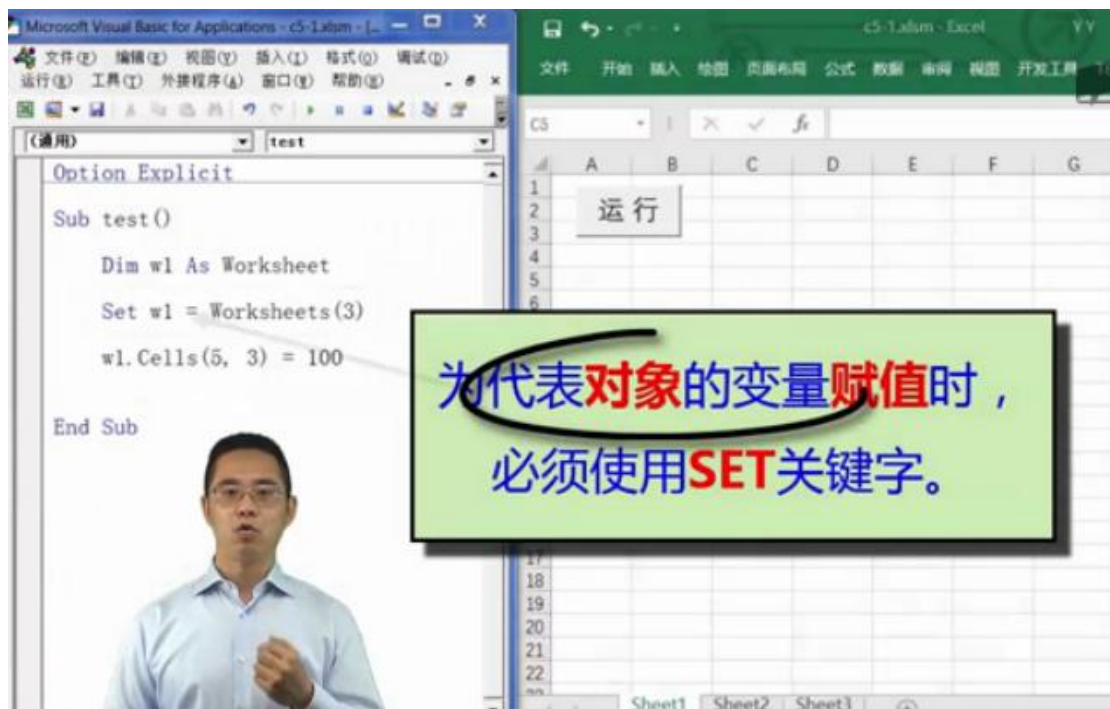 Microsoft Visual Basic for Applications - c5-1.xlsm - [...
文件(F) 编辑(E) 视图(V) 插入(I) 格式(O) 调试(D)
运行(R) 工具(T) 外接程序(A) 窗口(W) 帮助(H)
(通用) test
Option Explicit
Sub test()
Dim w1 As Worksheet
Set w1 = Worksheets(3)
w1.Cells(5, 3) = 100
End Sub
c5-1.xlsm - Excel
Y Y
文件 开始 插入 绘图 页面布局 公式 数据 审阅 视图 开发工具
C5 fx
A B C D E F G
1
2
3
4
5
6
运 行
为代表对象的变量赋值时，
必须使用SET关键字。
17
18
19
20
21
22
Sheet1 Sheet2 Sheet3